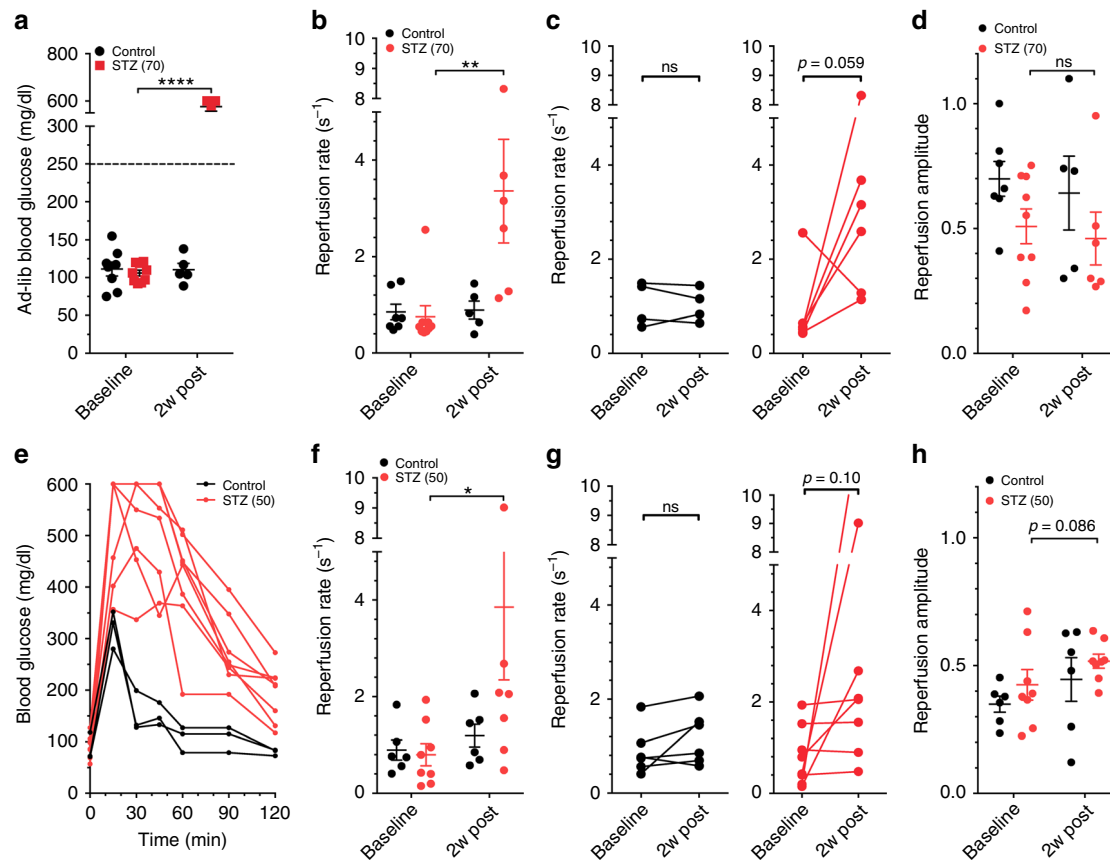 a
Control
STZ (70)
****
Ad-lib blood glucose (mg/dl)
800
600
300
250
200
150
100
75
50
25
0
Baseline
2w post
b
Control
STZ (70)
**
Reperfusion rate (s−1)
10
9
8
4
2
0
Baseline
2w post
c
ns
Reperfusion rate (s−1)
10
9
8
4
2
0
Baseline
2w post
p = 0.059
10
9
8
4
2
0
Baseline
2w post
d
Control
STZ (70)
ns
Reperfusion amplitude
1.0
0.5
0.0
Baseline
2w post
e
Control
STZ (50)
Blood glucose (mg/dl)
600
500
400
300
200
100
0
0
30
60
90
120
Time (min)
f
Control
STZ (50)
*
Reperfusion rate (s−1)
10
9
8
4
2
0
Baseline
2w post
g
ns
Reperfusion rate (s−1)
10
9
8
4
2
0
Baseline
2w post
p = 0.10
10
9
8
4
2
0
Baseline
2w post
h
Control
STZ (50)
p = 0.086
Reperfusion amplitude
1.0
0.5
0.0
Baseline
2w post